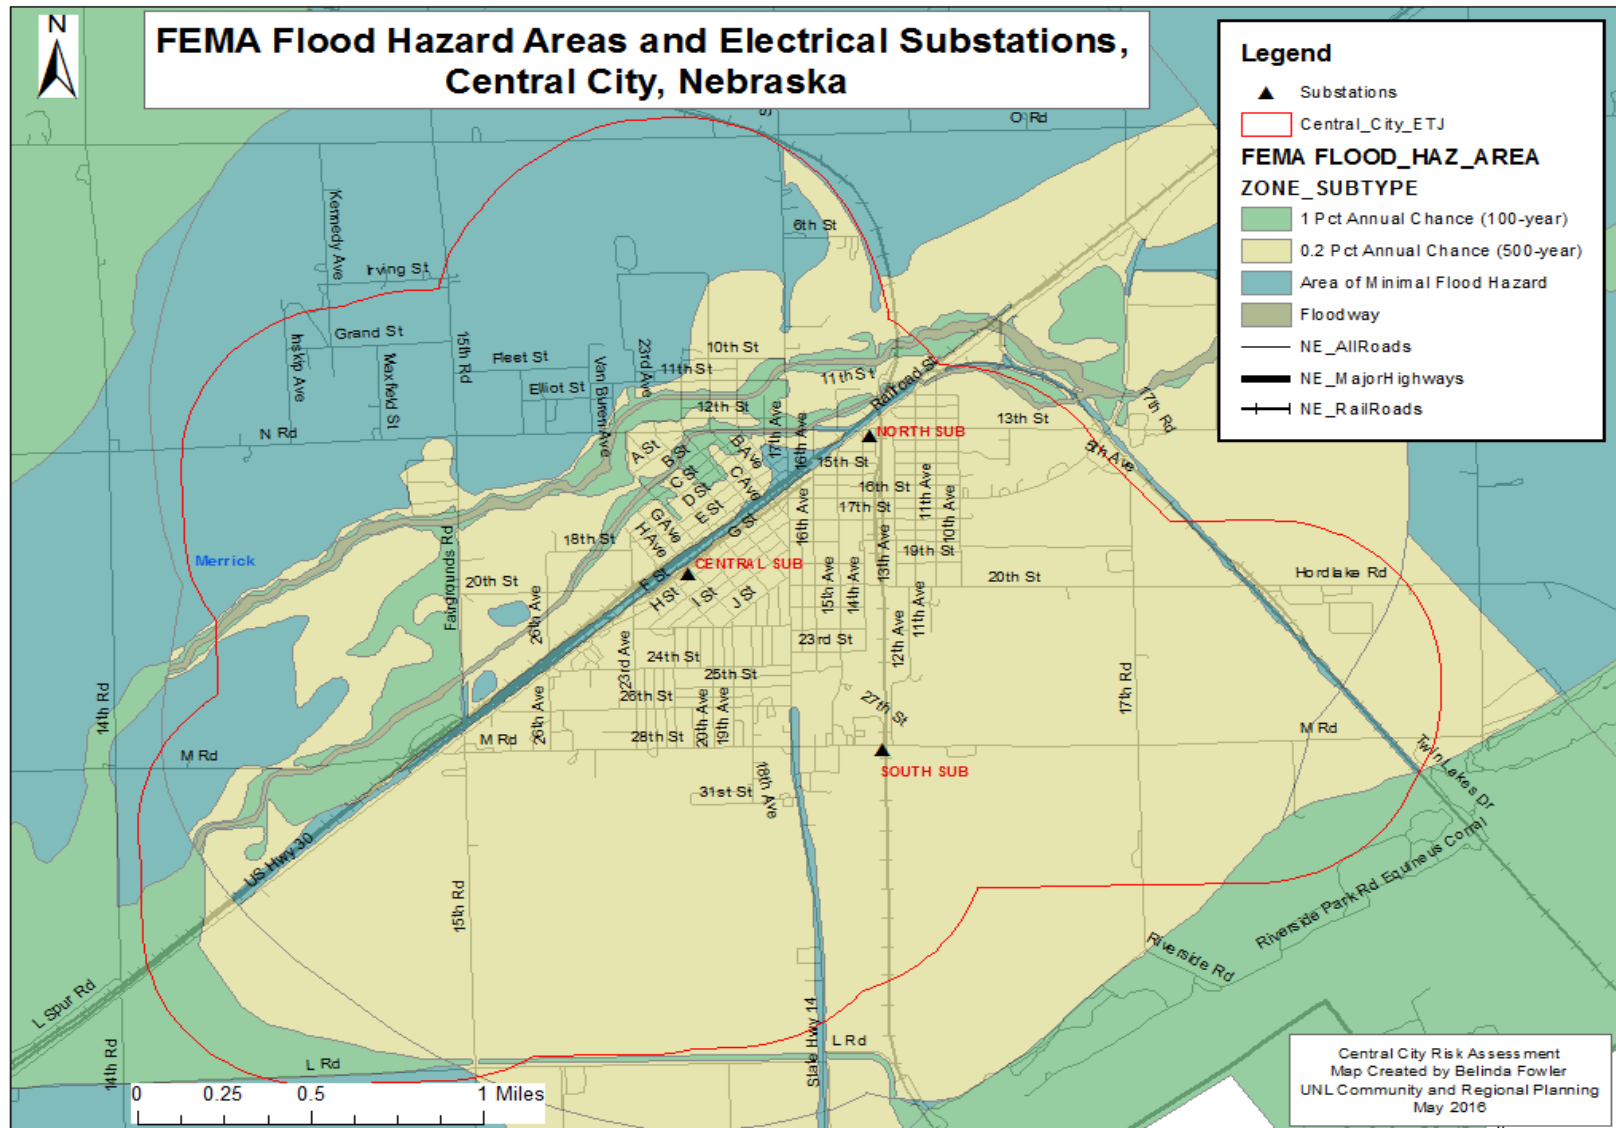 N
FEMA Flood Hazard Areas and Electrical Substations,
Central City, Nebraska
Legend
Substations
Central_City_ETJ
FEMA FLOOD_HAZ_AREA
ZONE_SUBTYPE
1 Pct Annual Chance (100-year)
0.2 Pct Annual Chance (500-year)
Area of Minimal Flood Hazard
Floodway
NE_AllRoads
NE_MajorHighways
NE_RailRoads
O Rd
Kennedy Ave
6th St
Irving St
Grand St
Inskip Ave
Maxfield St
15th Rd
Fleet St
Elliot St
Van Buren Ave
23rd Ave
10th St
11th St
11th St
Railroad St
12th St
17th Ave
16th Ave
13th St
17th Rd
N Rd
NORTH SUB
A St
B St
B Ave
C St
C Ave
D St
E St
G Ave
H Ave
G St
15th St
16th St
17th St
11th Ave
10th Ave
16th Ave
8th Ave
18th St
19th St
13th Ave
Merrick
Fairgrounds Rd
20th St
26th Ave
F St
CENTRAL SUB
H St
I St
J St
15th Ave
14th Ave
11th Ave
20th St
Hordlake Rd
23rd St
12th Ave
23rd Ave
24th St
25th St
26th St
20th Ave
19th Ave
26th Ave
27th St
17th Rd
14th Rd
M Rd
M Rd
28th St
M Rd
SOUTH SUB
Twin Lakes Dr
31st St
18th Ave
US Hwy 30
15th Rd
Riverside Park Rd Equineus Corral
Riverside Rd
L Spur Rd
State Hwy 14
14th Rd
L Rd
L Rd
0 0.25 0.5 1 Miles
Central City Risk Assessment
Map Created by Belinda Fowler
UNL Community and Regional Planning
May 2016